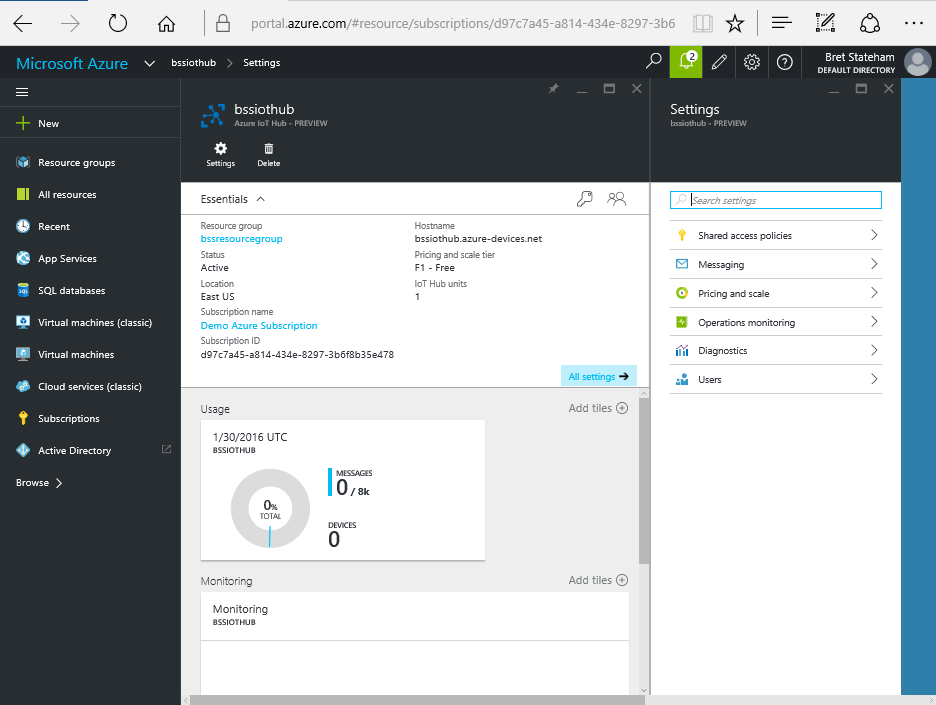 portal.azure.com/#resource/subscriptions/d97c7a45-a814-434e-8297-3b6
Microsoft Azure bssiothub Settings
2
Bret Stateham
DEFAULT DIRECTORY
New
Resource groups
All resources
Recent
App Services
SQL databases
Virtual machines (classic)
Virtual machines
Cloud services (classic)
Subscriptions
Active Directory
Browse
bssiothub
Azure IoT Hub - PREVIEW
Settings
Delete
Essentials
Resource group
bssresourcegroup
Status
Active
Location
East US
Subscription name
Demo Azure Subscription
Subscription ID
d97c7a45-a814-434e-8297-3b6f8b35e478
Hostname
bssiothub.azure-devices.net
Pricing and scale tier
F1 - Free
IoT Hub units
1
All settings
Usage
Add tiles
1/30/2016 UTC
BSSIOTHUB
0%
TOTAL
MESSAGES
0 / 8k
DEVICES
0
Monitoring
Add tiles
Monitoring
BSSIOTHUB
Settings
bssiothub - PREVIEW
Search settings
Shared access policies
Messaging
Pricing and scale
Operations monitoring
Diagnostics
Users